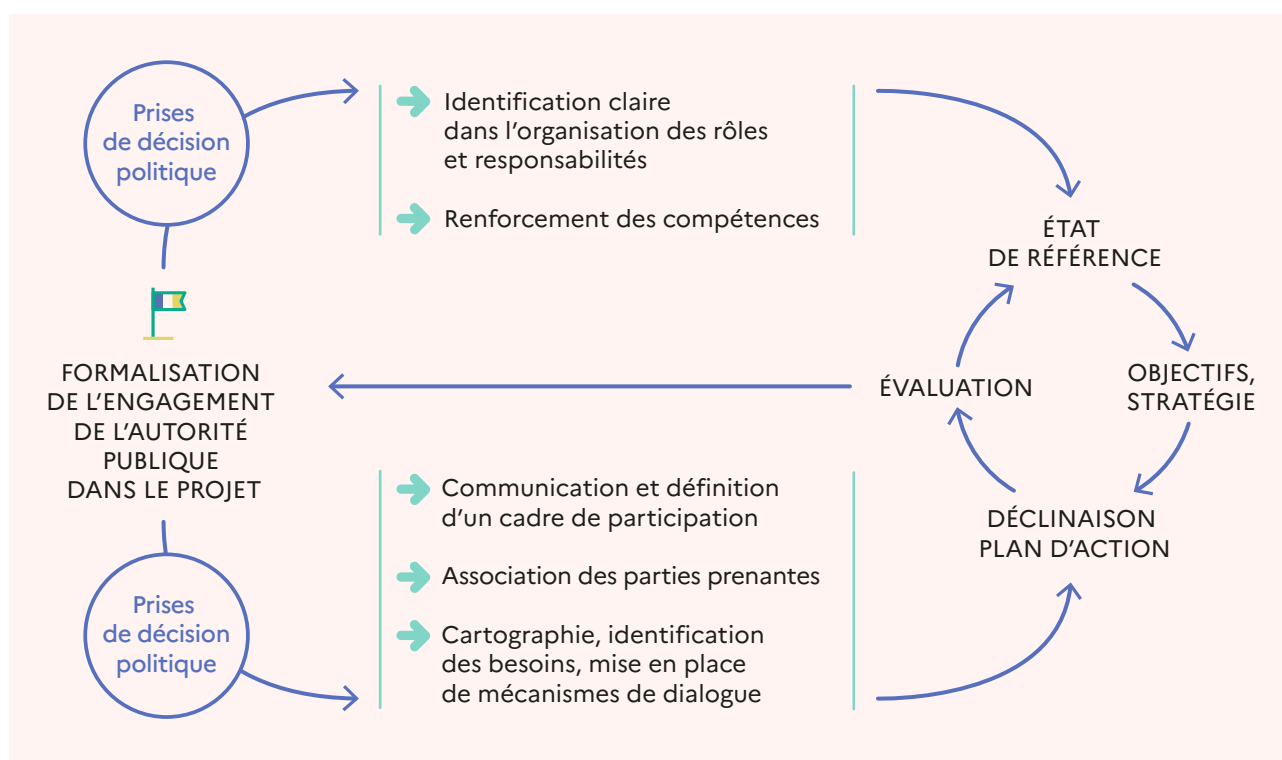 Prises
de décision
politique
Identification claire
dans l’organisation des rôles
et responsabilités
Renforcement des compétences
ÉTAT
DE RÉFÉRENCE
FORMALISATION
DE L’ENGAGEMENT
DE L’AUTORITÉ
PUBLIQUE
DANS LE PROJET
ÉVALUATION
OBJECTIFS,
STRATÉGIE
Communication et définition
d’un cadre de participation
Association des parties prenantes
Cartographie, identification
des besoins, mise en place
de mécanismes de dialogue
DÉCLINAISON
PLAN D’ACTION
Prises
de décision
politique